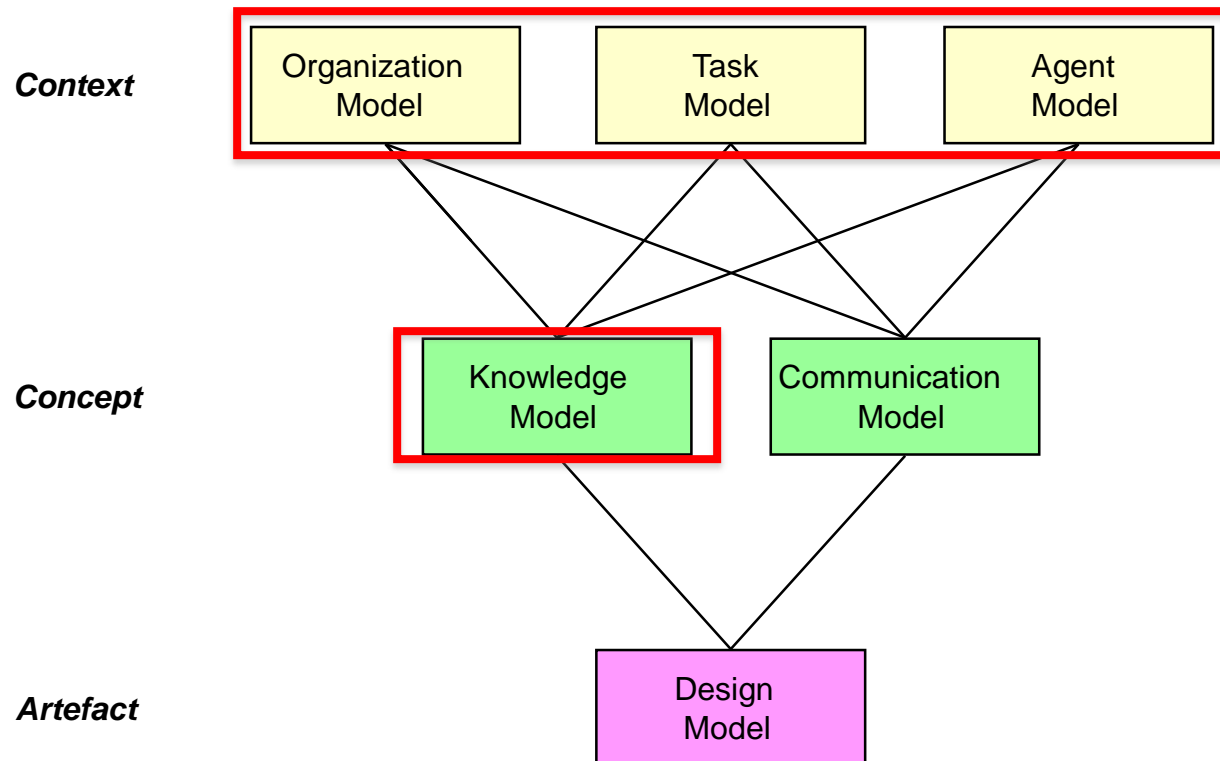 Context
Organization
Model
Task
Model
Agent
Model
Concept
Knowledge
Model
Communication
Model
Artefact
Design
Model